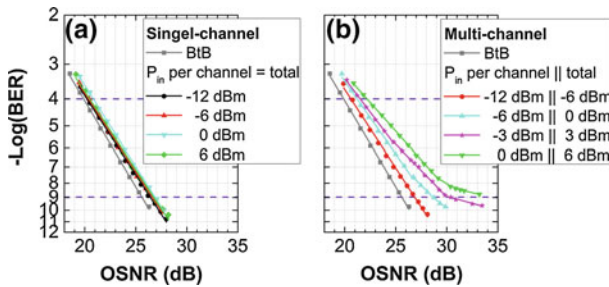 (a)
Singel-channel
BtB
P_in per channel = total
-12 dBm
-6 dBm
0 dBm
6 dBm
(b)
Multi-channel
BtB
P_in per channel || total
-12 dBm || -6 dBm
-6 dBm || 0 dBm
-3 dBm || 3 dBm
0 dBm || 6 dBm
-Log(BER)
2
3
4
5
6
7
8
9
10
11
12
20 25 30 35
20 25 30 35
OSNR (dB)
OSNR (dB)